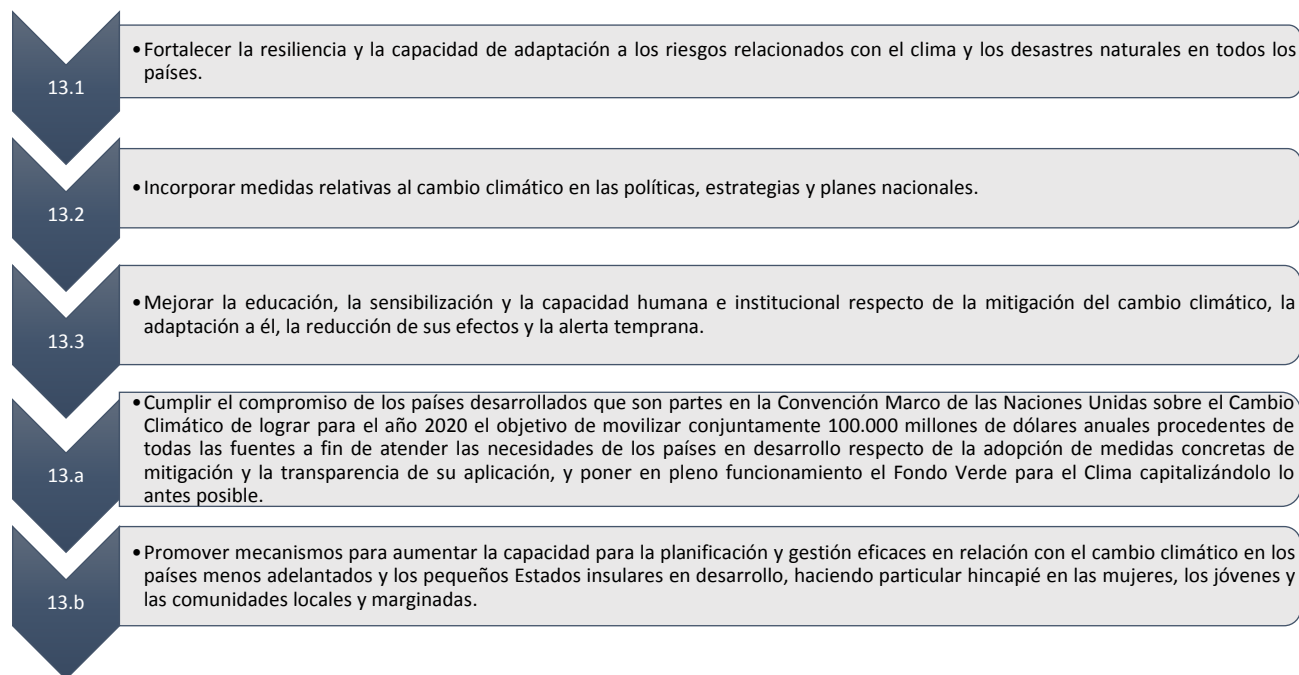 13.1
•Fortalecer la resiliencia y la capacidad de adaptación a los riesgos relacionados con el clima y los desastres naturales en todos los
países.
13.2
•Incorporar medidas relativas al cambio climático en las políticas, estrategias y planes nacionales.
13.3
•Mejorar la educación, la sensibilización y la capacidad humana e institucional respecto de la mitigación del cambio climático, la
adaptación a él, la reducción de sus efectos y la alerta temprana.
13.a
•Cumplir el compromiso de los países desarrollados que son partes en la Convención Marco de las Naciones Unidas sobre el Cambio
Climático de lograr para el año 2020 el objetivo de movilizar conjuntamente 100.000 millones de dólares anuales procedentes de
todas las fuentes a fin de atender las necesidades de los países en desarrollo respecto de la adopción de medidas concretas de
mitigación y la transparencia de su aplicación, y poner en pleno funcionamiento el Fondo Verde para el Clima capitalizándolo lo
antes posible.
13.b
•Promover mecanismos para aumentar la capacidad para la planificación y gestión eficaces en relación con el cambio climático en los
países menos adelantados y los pequeños Estados insulares en desarrollo, haciendo particular hincapié en las mujeres, los jóvenes y
las comunidades locales y marginadas.